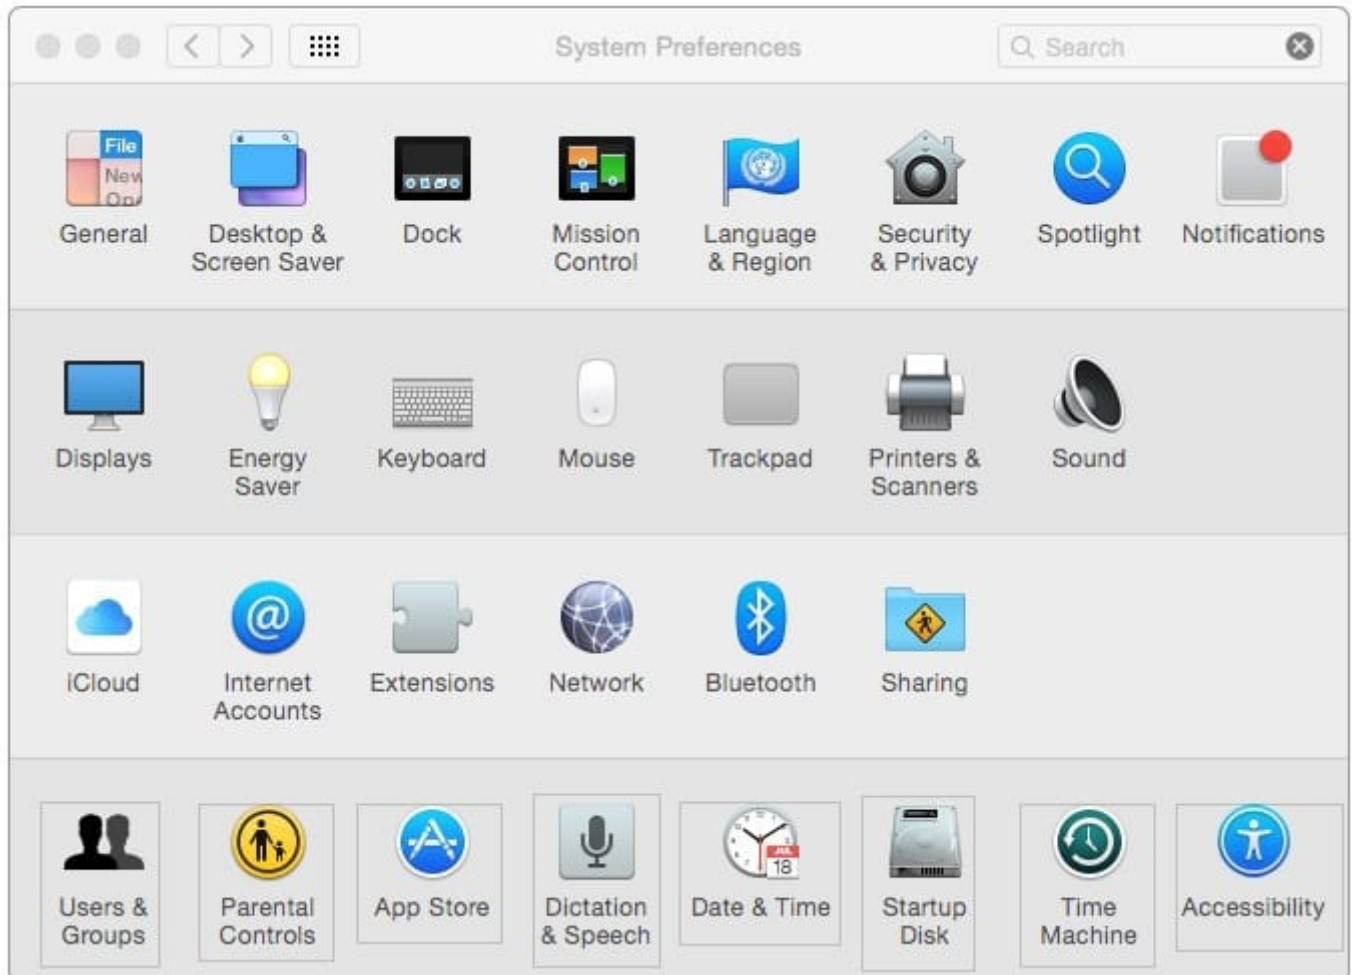 System Preferences
Search
File
New
General
Desktop &
Screen Saver
Dock
Mission
Control
Language
& Region
Security
& Privacy
Spotlight
Notifications
Displays
Energy
Saver
Keyboard
Mouse
Trackpad
Printers &
Scanners
Sound
iCloud
@
Internet
Accounts
Extensions
Network
Bluetooth
Sharing
JUL
18
Users &
Groups
Parental
Controls
App Store
Dictation
& Speech
Date & Time
Startup
Disk
Time
Machine
Accessibility